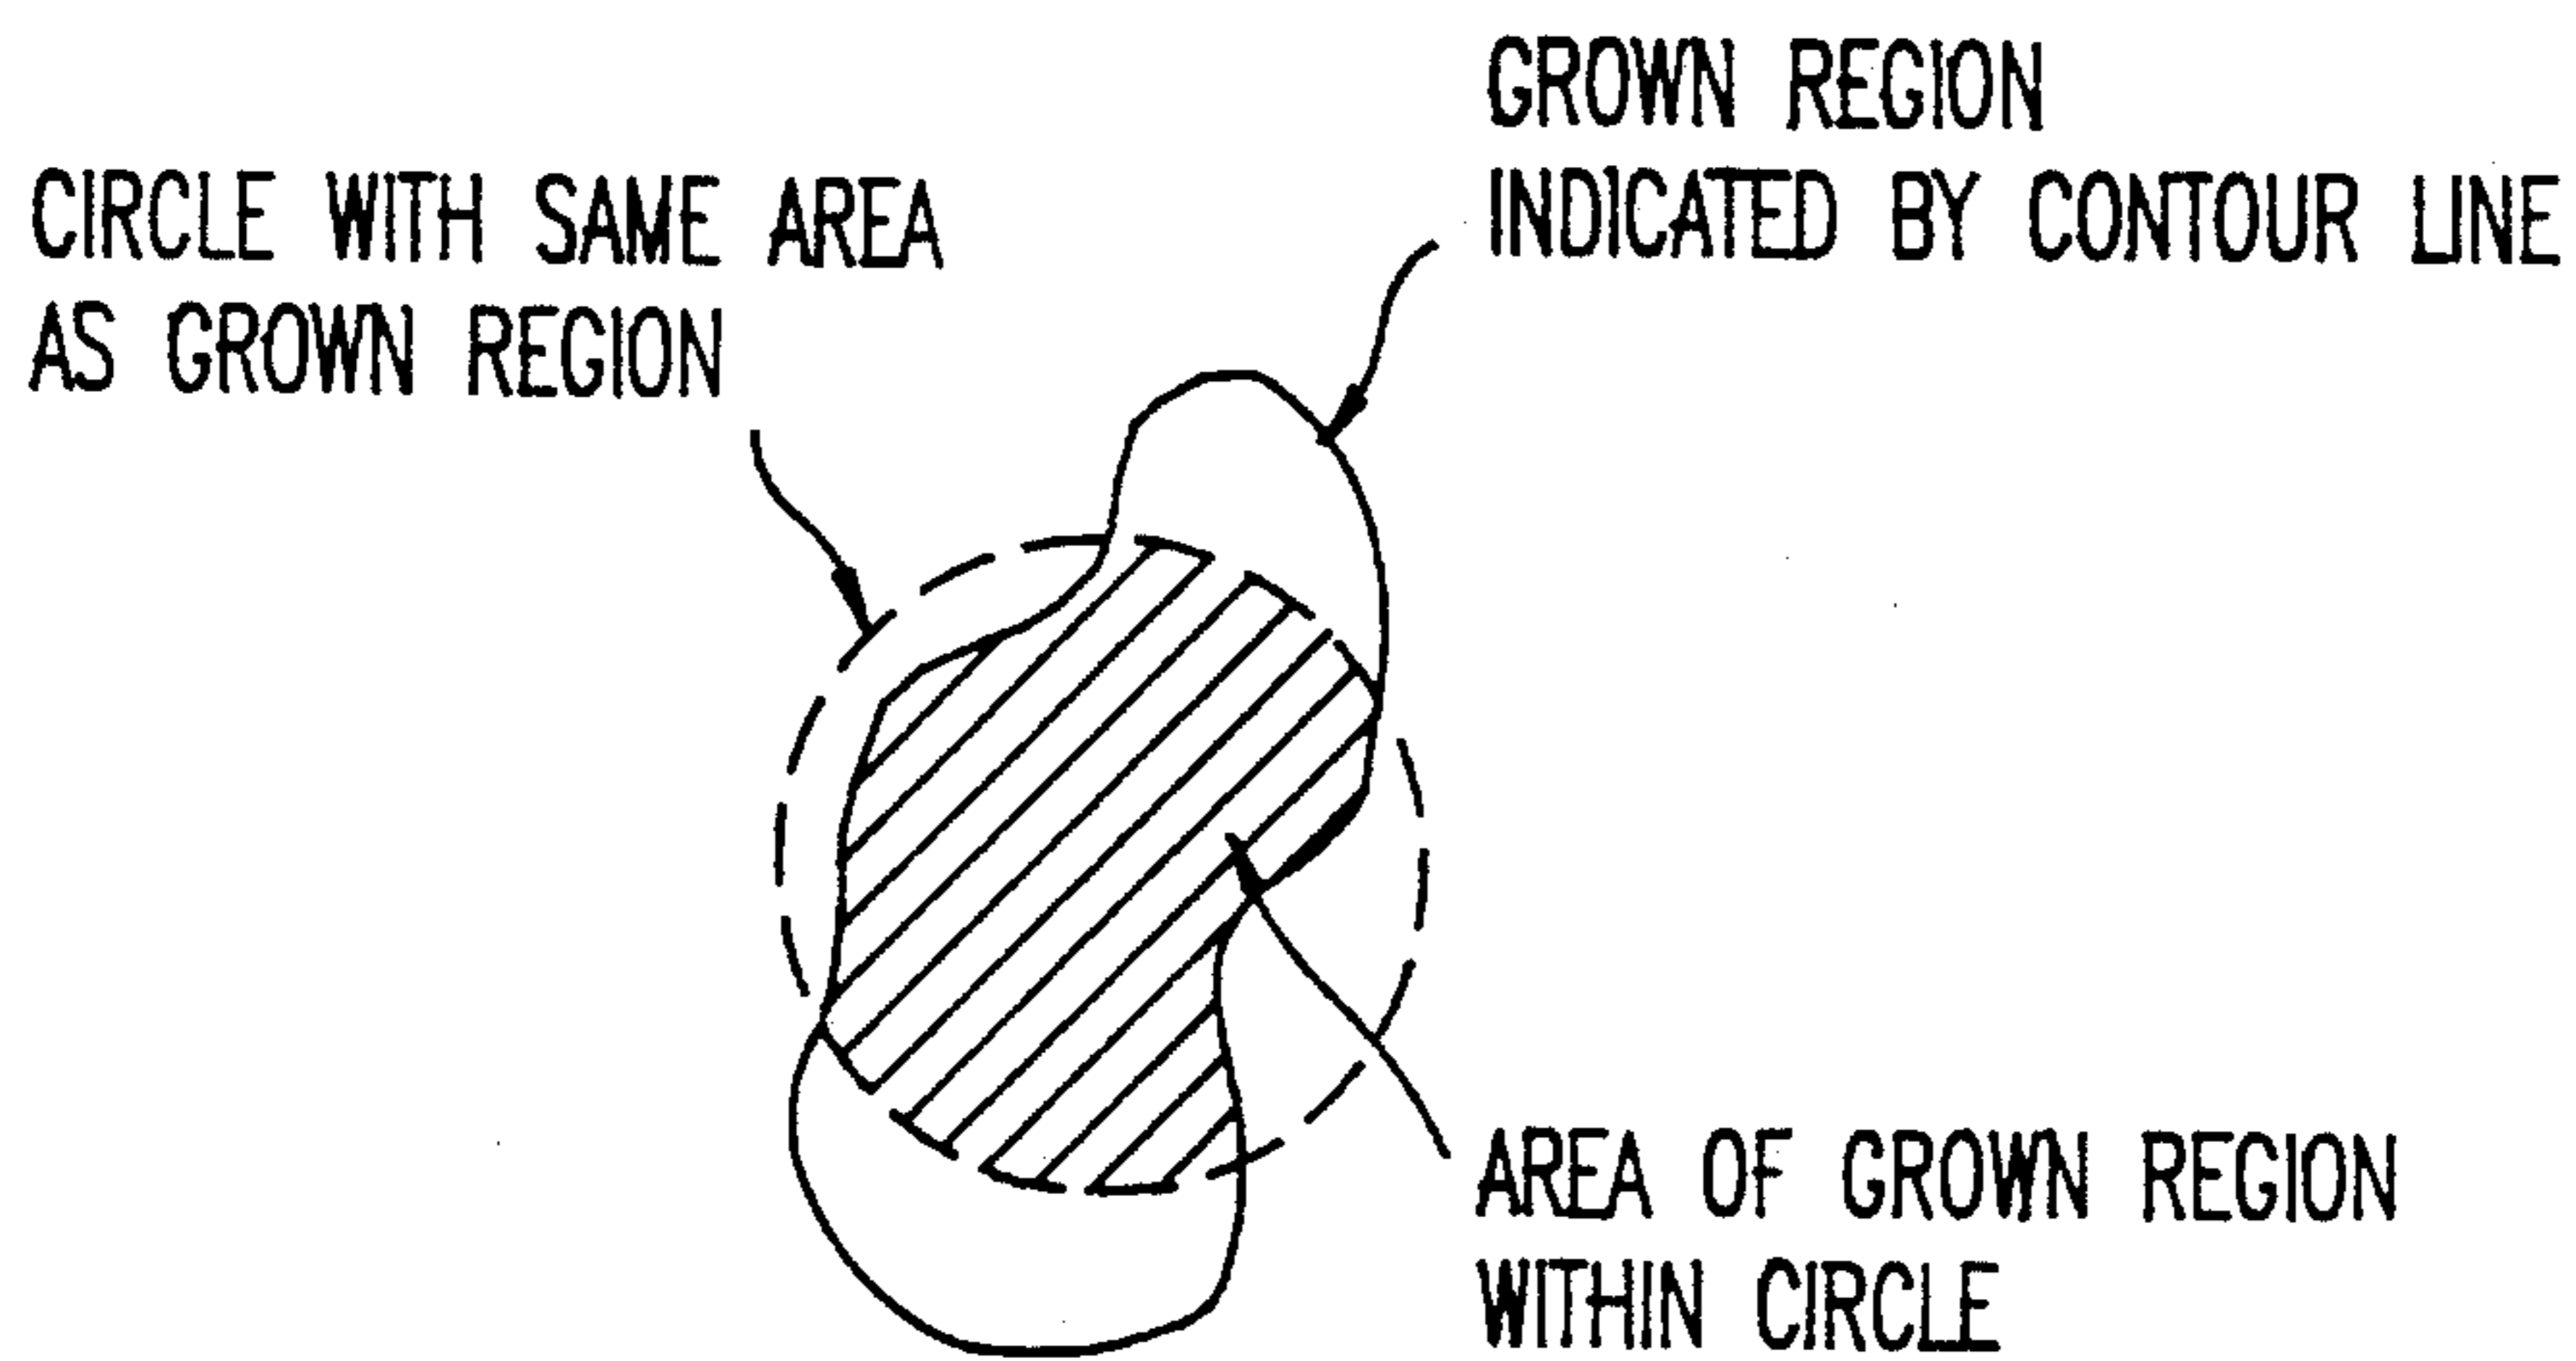 GROWN REGION
INDICATED BY CONTOUR LINE
CIRCLE WITH SAME AREA
AS GROWN REGION
AREA OF GROWN REGION
WITHIN CIRCLE